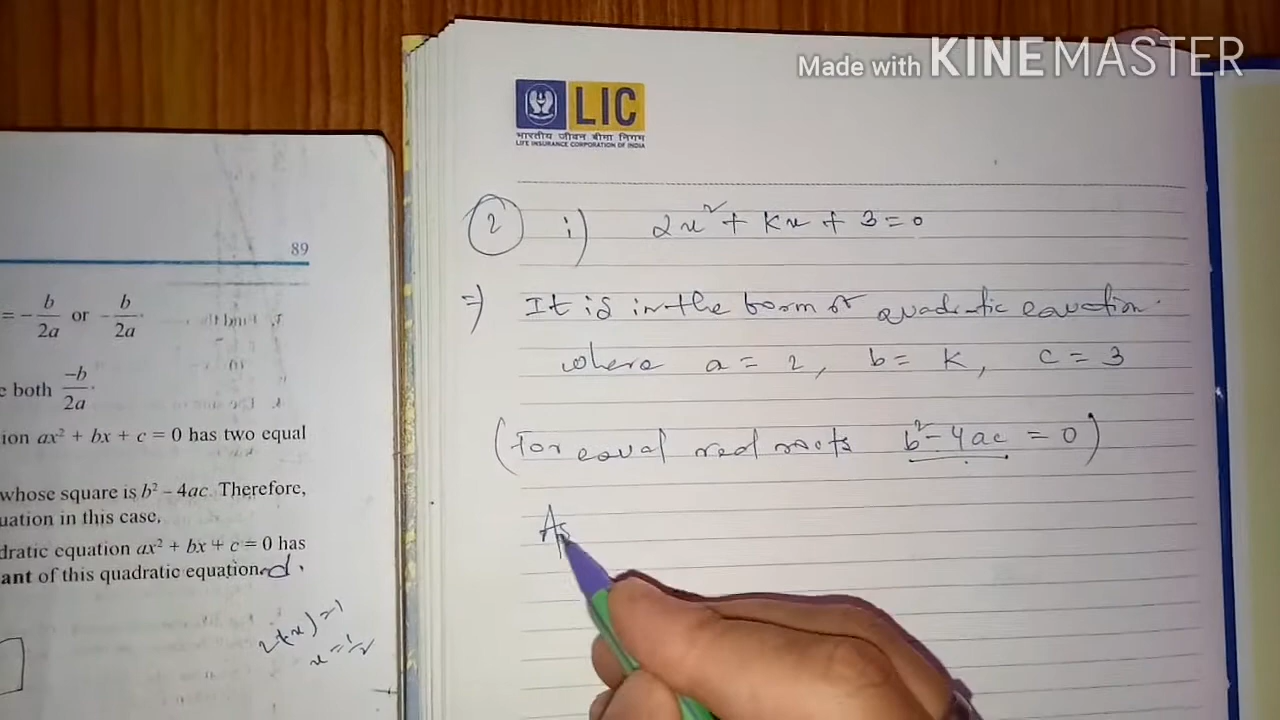 Made with KINEMASTER
LIC
भारतीय जीवन बीमा निगम
LIFE INSURANCE CORPORATION OF INDIA
89
= -b/2a or -b/2a.
both -b/2a.
ion ax² + bx + c = 0 has two equal
whose square is b² – 4ac. Therefore,
uation in this case.
dratic equation ax² + bx + c = 0 has
ant of this quadratic equation d.
x = 1/2
2 i) 2x² + Kx + 3 = 0
⇒) It is in the form of quadratic equation.
where a = 2, b = K, c = 3
(For equal real roots b² - 4ac = 0)
As